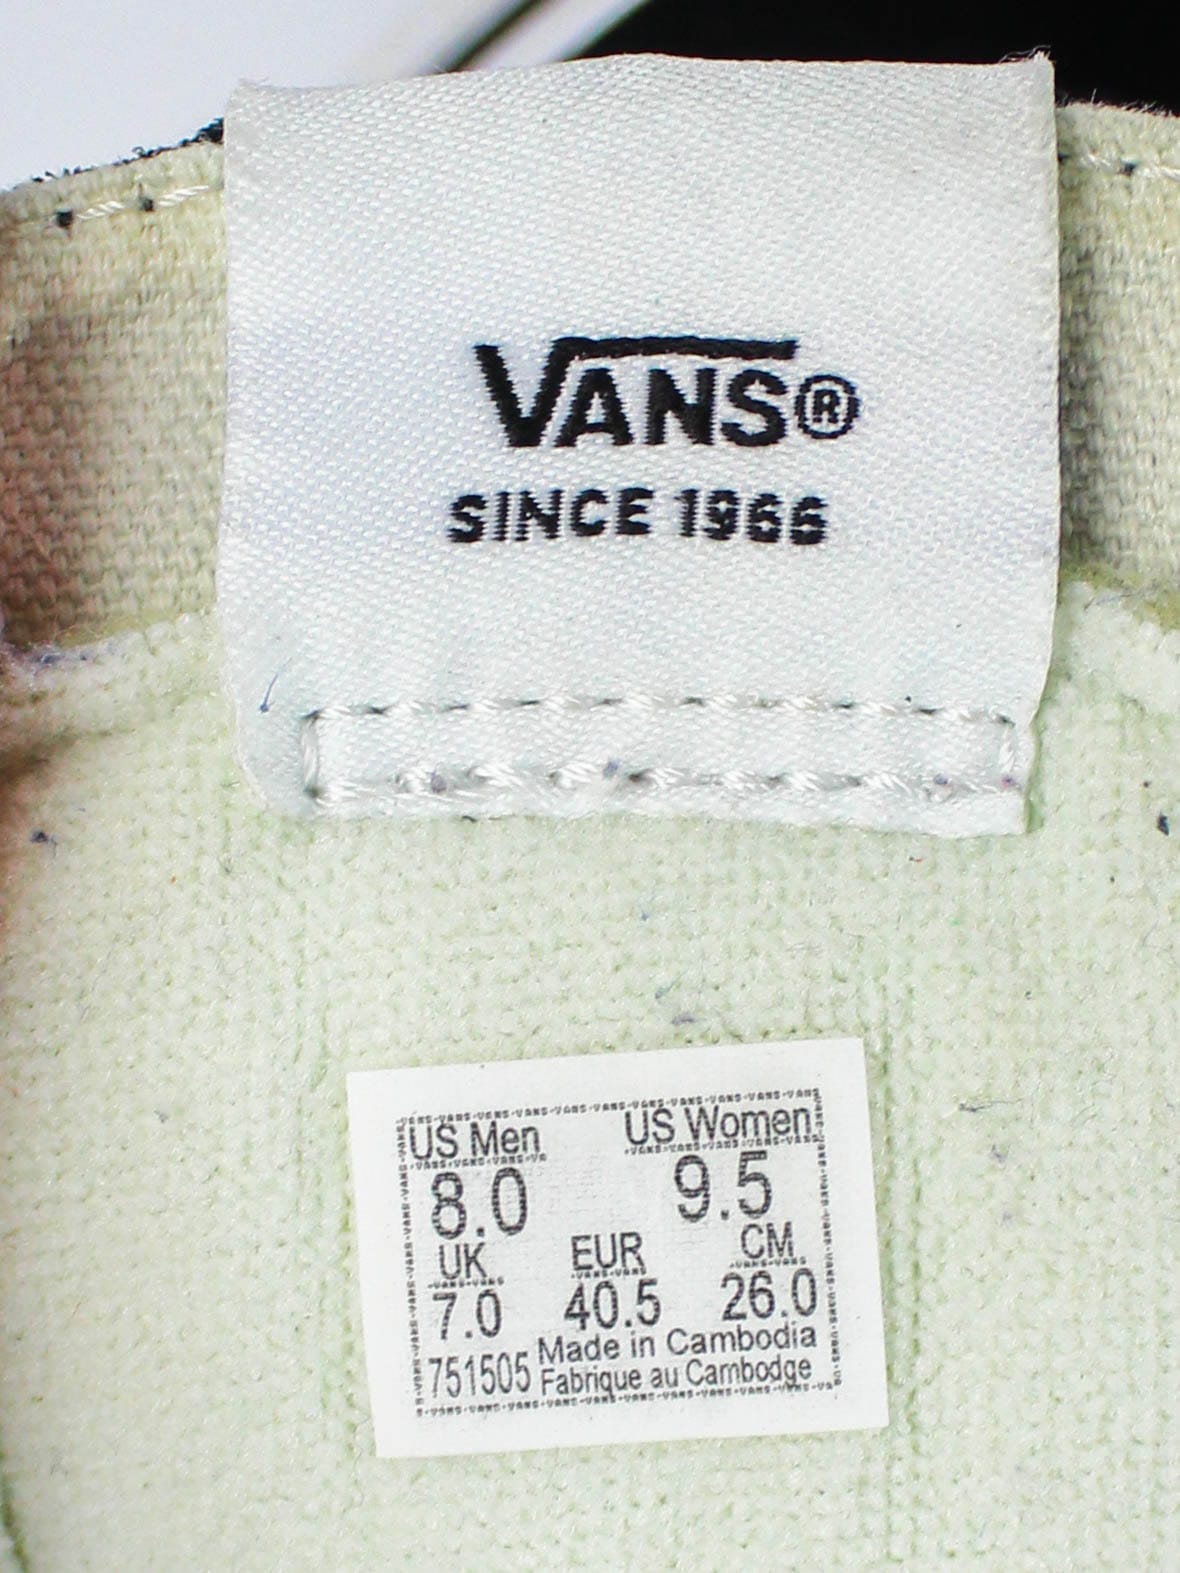 VANS®
SINCE 1966
US Men US Women
8.0 9.5
UK EUR CM
7.0 40.5 26.0
751505 Made in Cambodia
Fabrique au Cambodge